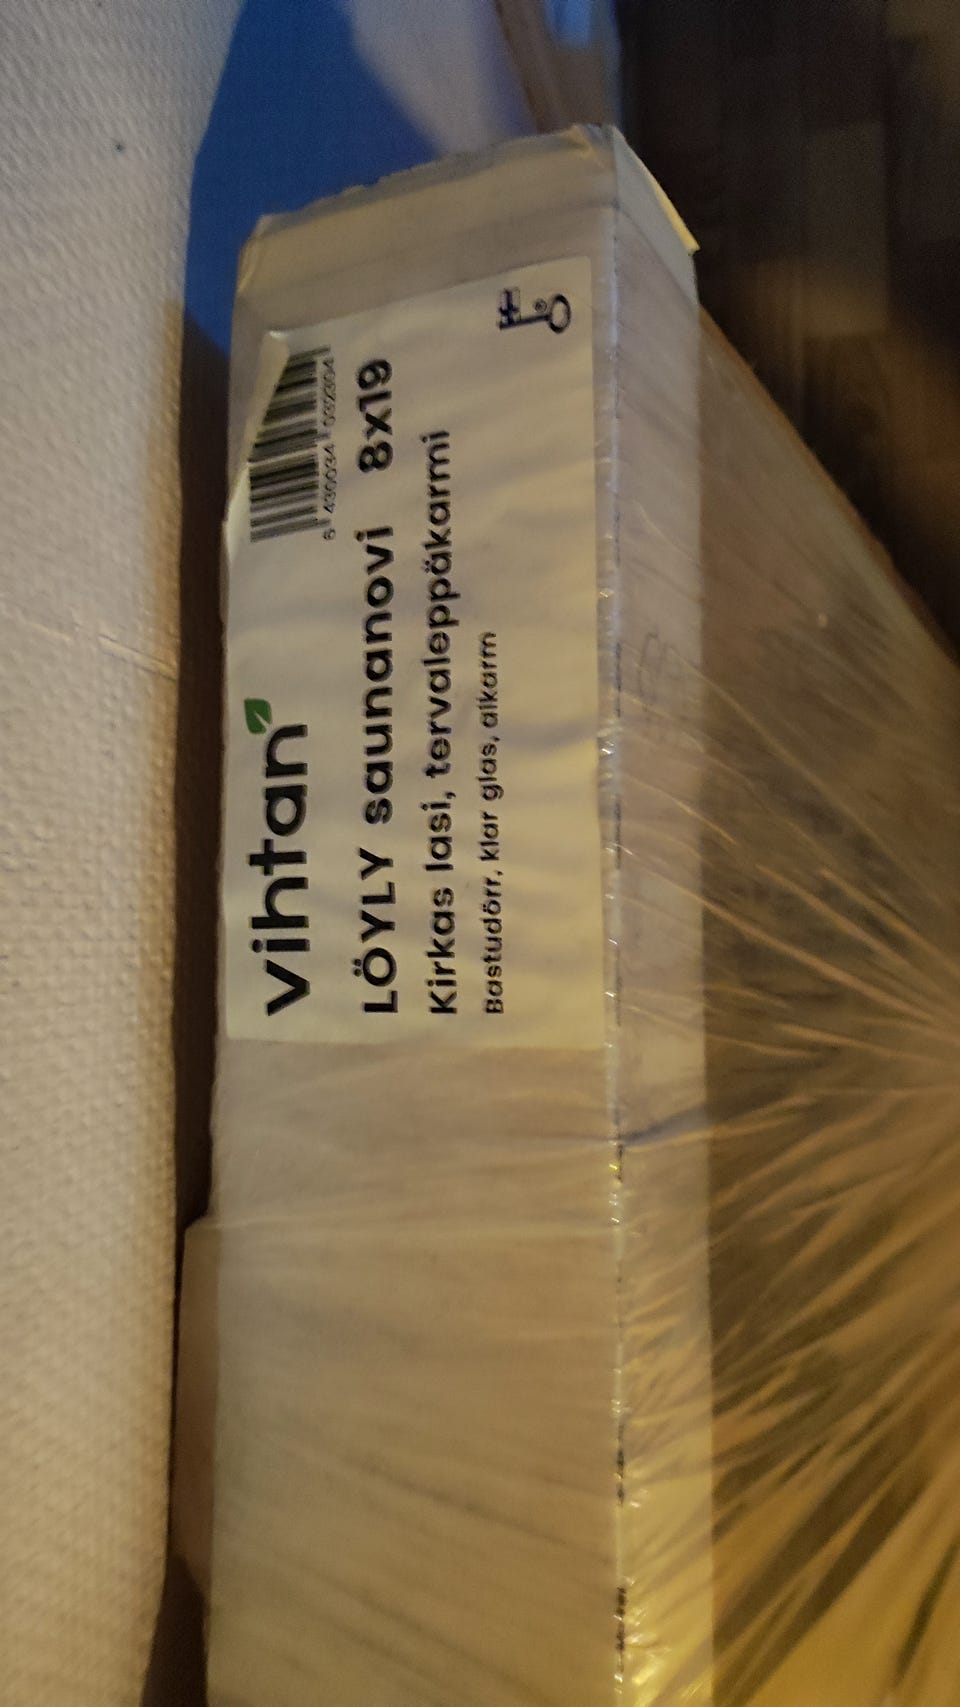 vihtan
LÖYLY saunanovi 8x19
Kirkas lasi, tervaleppäkarmi
Bastudörr, klar glas, alkarm